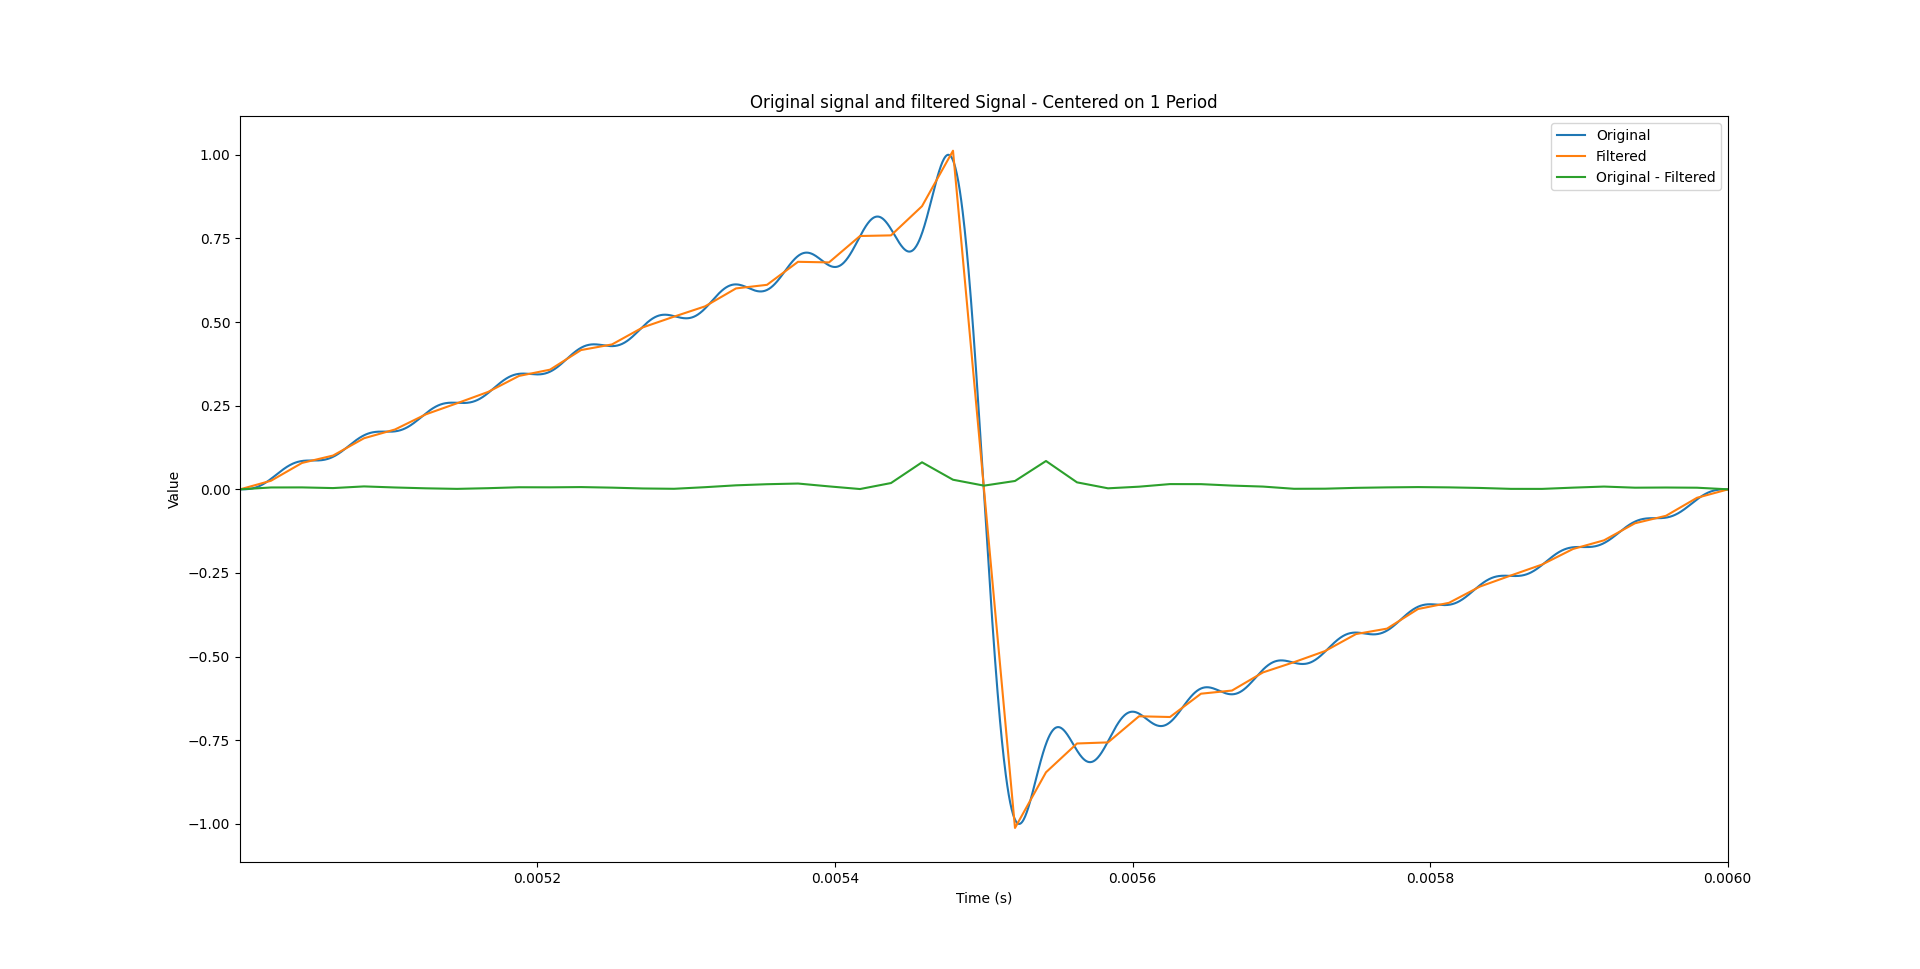 Original signal and filtered Signal - Centered on 1 Period
Original
Filtered
Original - Filtered
1.00
0.75
0.50
0.25
0.00
−0.25
−0.50
−0.75
−1.00
Value
0.0052
0.0054
0.0056
0.0058
0.0060
Time (s)